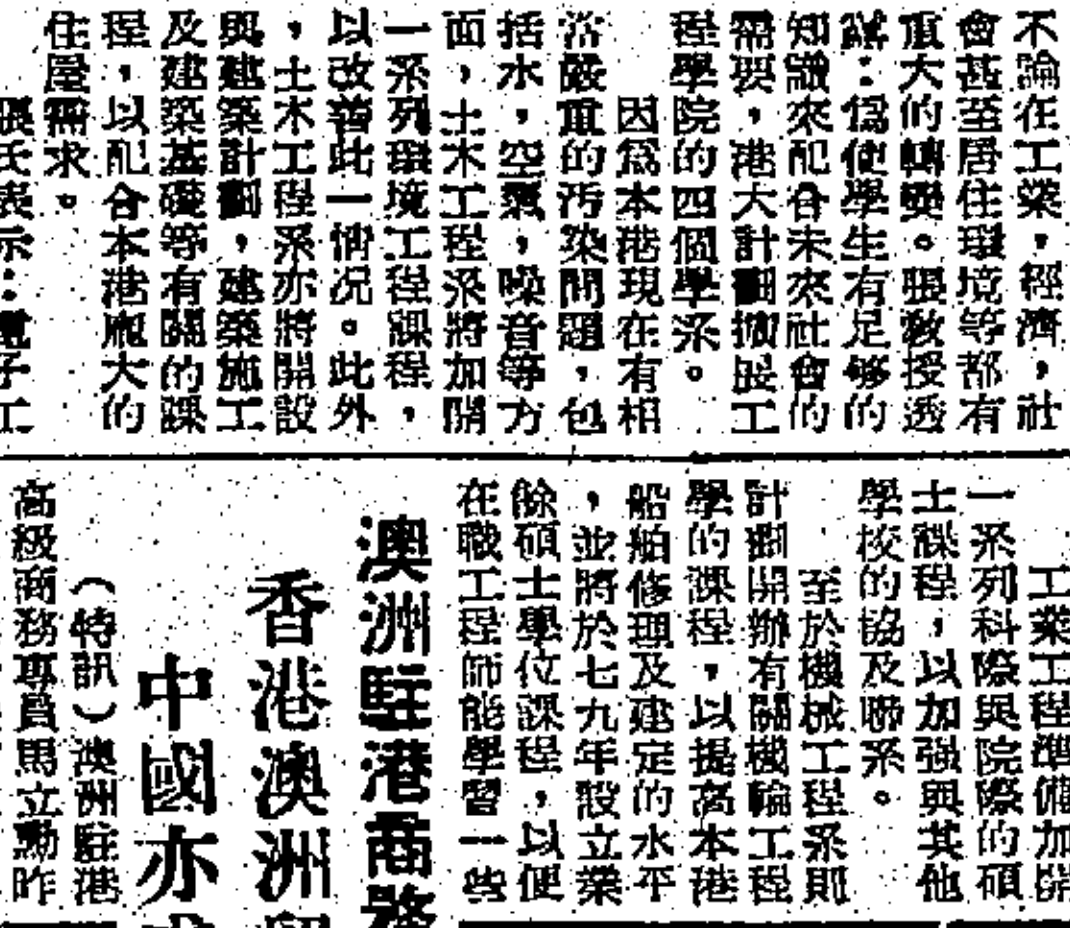 不論在工業，經濟，社
會甚至居住環境等都有
重大的轉變。張敎授透
露：爲使學生有足够的
知識來配合未來社會的
需要，港大計劃擴展工
程學院的四個學系。
因爲本港現在有相
當嚴重的污染問題，包
括水，空氣，噪音等方
面，土木工程系將加開
一系列環境工程課程，
以改善此一情况。此外
，土木工程系亦將開設
與建築計劃，建築施工
及建築基礎等有關的課
程，以配合本港龐大的
住屋需求。
張氏表示：電子工
工業工程準備加開
一系列科際與院際的碩
士課程，以加强與其他
學校的協及聯系。
至於機械工程系則
計劃開辦有關機輪工程
學的課程，以提高本港
船舶修理及建定的水平
，並將於七九年設立業
餘碩士學位課程，以便
在職工程師能學習一些
澳洲駐港商務
香港澳洲
中國亦
（特訊）澳洲駐港
高級商務專員馬立勳昨